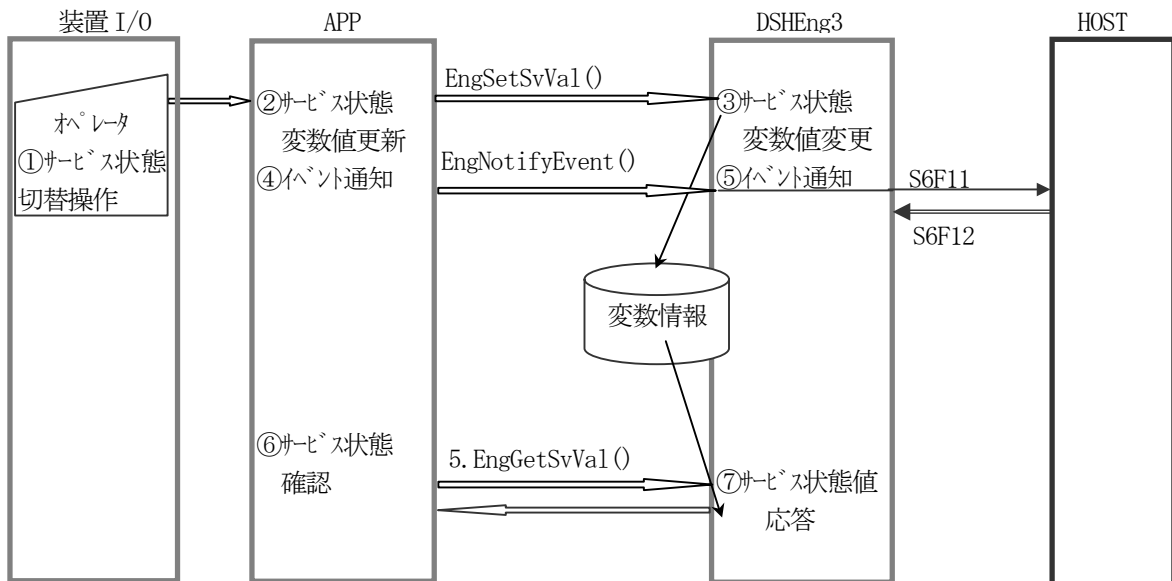 装置 I/O
APP
DSHEng3
HOST
オペレータ
①サービス状態
切替操作
②サービス状態
変数値更新
④イベント通知
EngSetSvVal()
EngNotifyEvent()
③サービス状態
変数値変更
⑤イベント通知
S6F11
S6F12
変数情報
⑥サービス状態
確認
5.EngGetSvVal()
⑦サービス状態値
応答